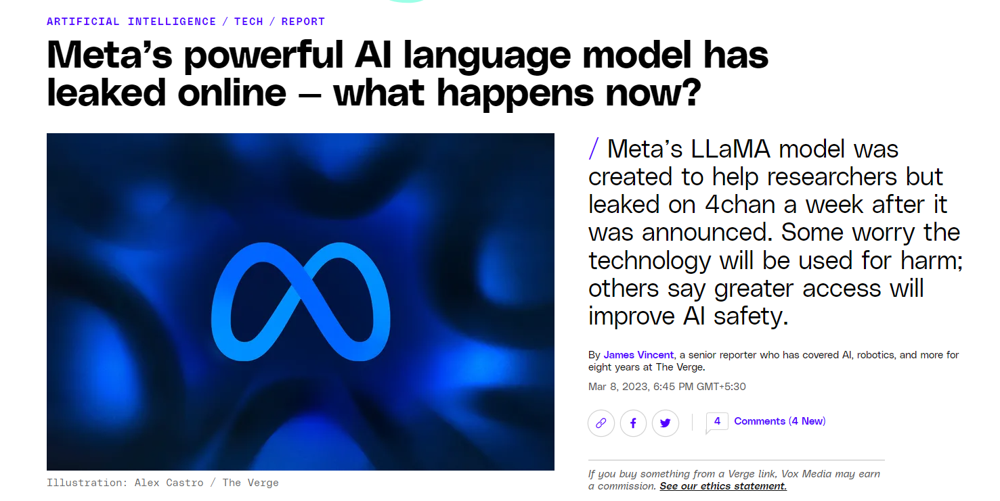 ARTIFICIAL INTELLIGENCE / TECH / REPORT
Meta’s powerful AI language model has
leaked online — what happens now?
/ Meta’s LLaMA model was
created to help researchers but
leaked on 4chan a week after it
was announced. Some worry the
technology will be used for harm;
others say greater access will
improve AI safety.
By James Vincent, a senior reporter who has covered AI, robotics, and more for
eight years at The Verge.
Mar 8, 2023, 6:45 PM GMT+5:30
4 Comments (4 New)
If you buy something from a Verge link, Vox Media may earn
a commission. See our ethics statement.
Illustration: Alex Castro / The Verge